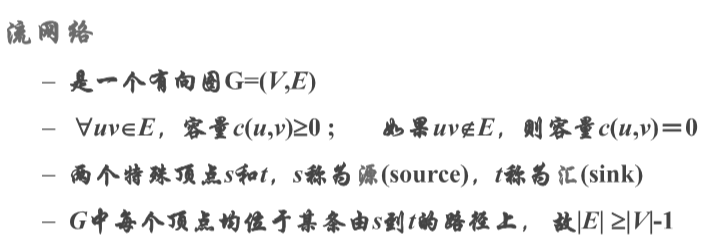 流网络
– 是一个有向图G=(V,E)
– ∀uv∈E，容量c(u,v)≥0； 如果uv∉E，则容量c(u,v)＝0
– 两个特殊顶点s和t，s称为源(source)，t称为汇(sink)
– G中每个顶点均位于某条由s到t的路径上，故|E| ≥|V|-1